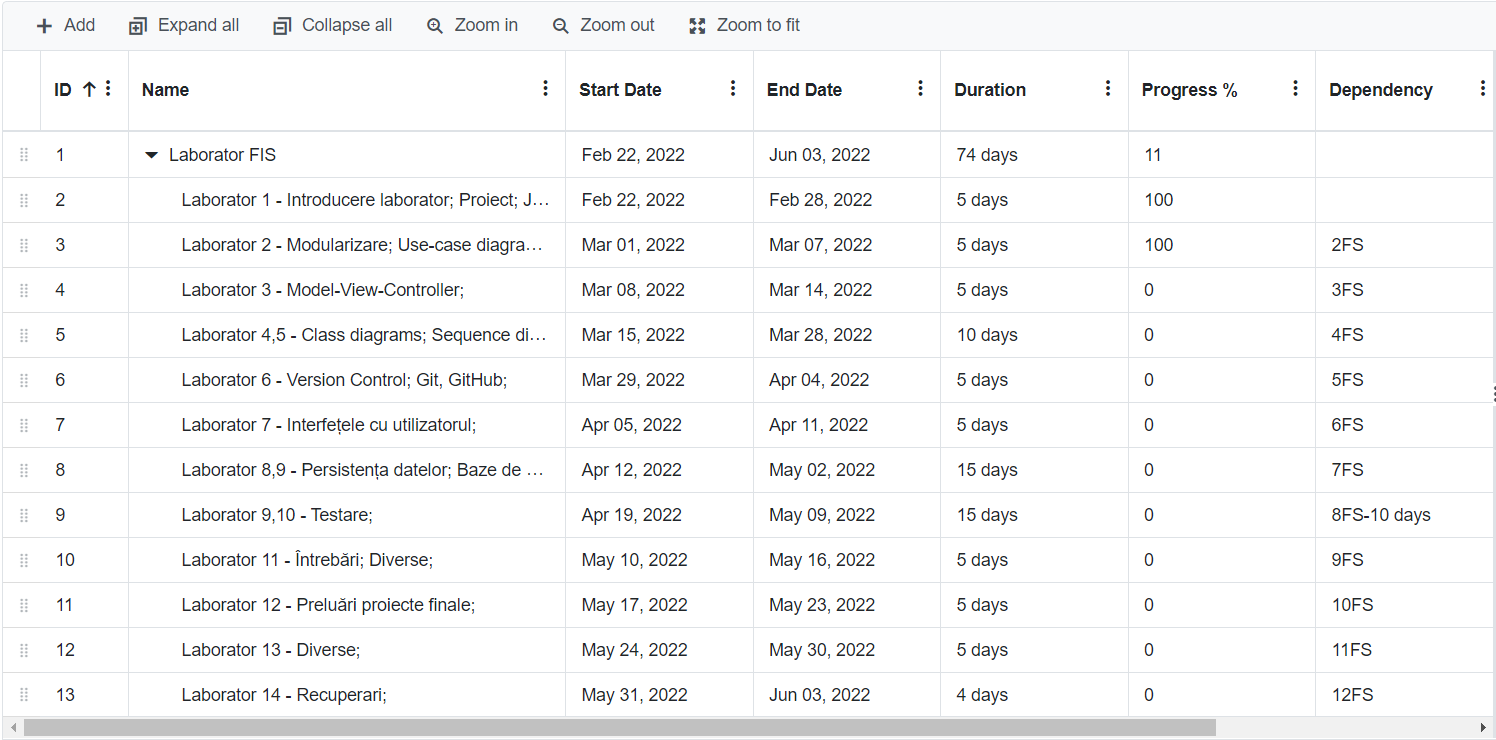 Add Expand all Collapse all Zoom in Zoom out Zoom to fit
ID Name Start Date End Date Duration Progress % Dependency
1 Laborator FIS Feb 22, 2022 Jun 03, 2022 74 days 11
2 Laborator 1 - Introducere laborator; Proiect; J... Feb 22, 2022 Feb 28, 2022 5 days 100
3 Laborator 2 - Modularizare; Use-case diagra... Mar 01, 2022 Mar 07, 2022 5 days 100 2FS
4 Laborator 3 - Model-View-Controller; Mar 08, 2022 Mar 14, 2022 5 days 0 3FS
5 Laborator 4,5 - Class diagrams; Sequence di... Mar 15, 2022 Mar 28, 2022 10 days 0 4FS
6 Laborator 6 - Version Control; Git, GitHub; Mar 29, 2022 Apr 04, 2022 5 days 0 5FS
7 Laborator 7 - Interfețele cu utilizatorul; Apr 05, 2022 Apr 11, 2022 5 days 0 6FS
8 Laborator 8,9 - Persistența datelor; Baze de ... Apr 12, 2022 May 02, 2022 15 days 0 7FS
9 Laborator 9,10 - Testare; Apr 19, 2022 May 09, 2022 15 days 0 8FS-10 days
10 Laborator 11 - Întrebări; Diverse; May 10, 2022 May 16, 2022 5 days 0 9FS
11 Laborator 12 - Preluări proiecte finale; May 17, 2022 May 23, 2022 5 days 0 10FS
12 Laborator 13 - Diverse; May 24, 2022 May 30, 2022 5 days 0 11FS
13 Laborator 14 - Recuperari; May 31, 2022 Jun 03, 2022 4 days 0 12FS